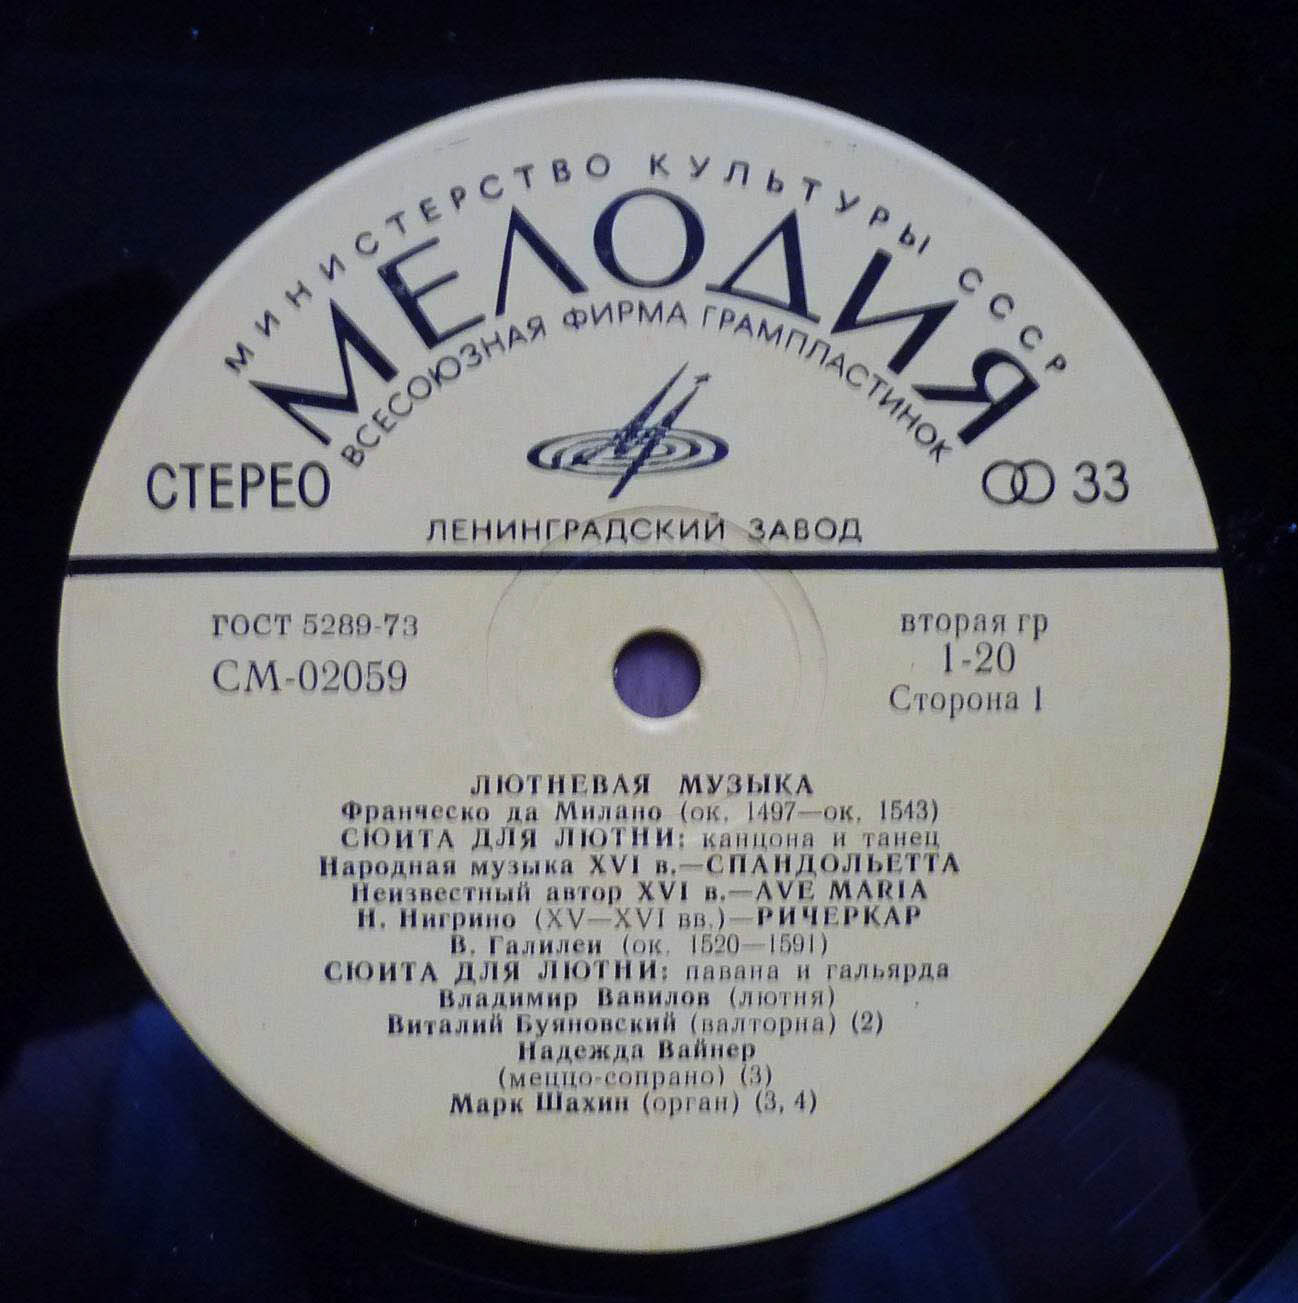 МИНИСТЕРСТВО КУЛЬТУРЫ СССР
МЕЛОДИЯ
ВСЕСОЮЗНАЯ ФИРМА ГРАМПЛАСТИНОК
СТЕРЕО
33
ЛЕНИНГРАДСКИЙ ЗАВОД
ГОСТ 5289-73
СМ-02059
вторая гр
1-20
Сторона 1
ЛЮТНЕВАЯ МУЗЫКА
Франческо да Милано (ок. 1497—ок. 1543)
СЮИТА ДЛЯ ЛЮТНИ: канцона и танец
Народная музыка XVI в.—СПАНДОЛЬЕТТА
Неизвестный автор XVI в.—AVE MARIA
Н. Нигрино (XV—XVI вв.)—РИЧЕРКАР
В. Галилеи (ок. 1520—1591)
СЮИТА ДЛЯ ЛЮТНИ: павана и гальярда
Владимир Вавилов (лютня)
Виталий Буяновский (валторна) (2)
Надежда Вайнер
(меццо-сопрано) (3)
Марк Шахин (орган) (3, 4)